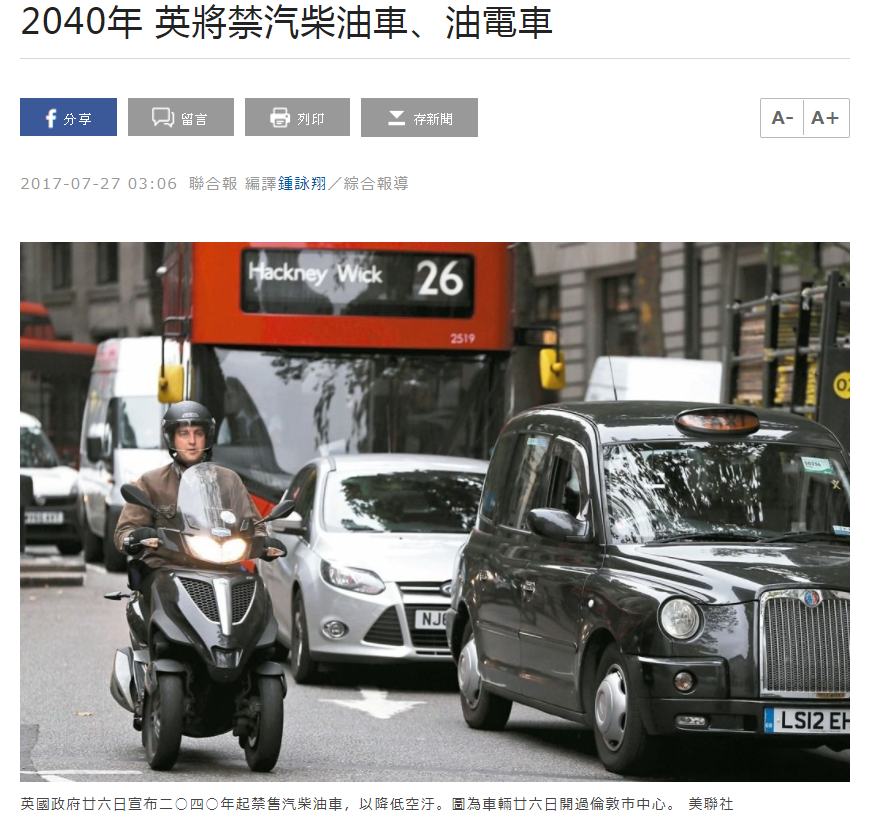 2040年 英將禁汽柴油車、油電車
分享
留言
列印
存新聞
A-
A+
2017-07-27 03:06 聯合報 編譯鍾詠翔／綜合報導
Hackney Wick 26
2519
NJ6
LS12 EH
英國政府廿六日宣布二〇四〇年起禁售汽柴油車，以降低空汙。圖為車輛廿六日開過倫敦市中心。 美聯社